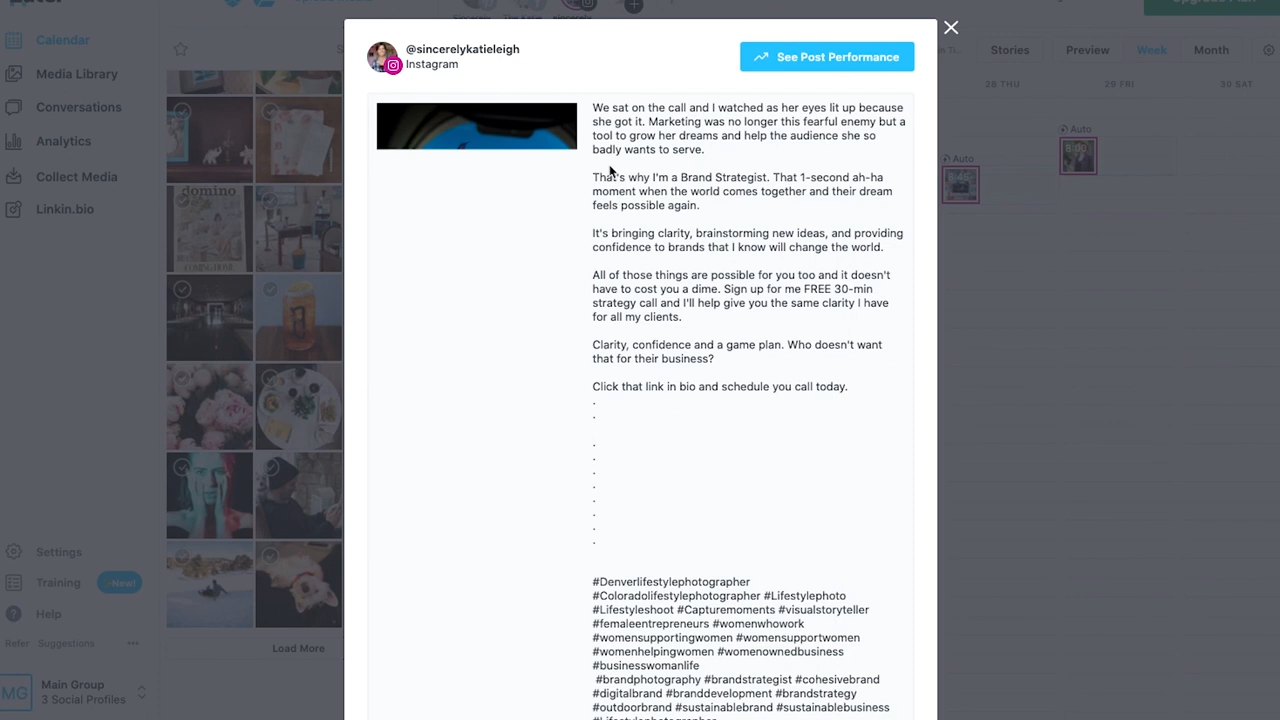 Upgrade Plan
Calendar
Media Library
Conversations
Analytics
Collect Media
Linkin.bio
Settings
Training
New!
Help
Refer
Suggestions
Load More
MG
Main Group
3 Social Profiles
domino
@sincerelykatieleigh
Instagram
See Post Performance
We sat on the call and I watched as her eyes lit up because
she got it. Marketing was no longer this fearful enemy but a
tool to grow her dreams and help the audience she so
badly wants to serve.
That's why I'm a Brand Strategist. That 1-second ah-ha
moment when the world comes together and their dream
feels possible again.
It's bringing clarity, brainstorming new ideas, and providing
confidence to brands that I know will change the world.
All of those things are possible for you too and it doesn't
have to cost you a dime. Sign up for me FREE 30-min
strategy call and I'll help give you the same clarity I have
for all my clients.
Clarity, confidence and a game plan. Who doesn't want
that for their business?
Click that link in bio and schedule you call today.
.
.
.
.
.
.
.
.
.
.
#Denverlifestylephotographer
#Coloradolifestylephotographer #Lifestylephoto
#Lifestyleshoot #Capturemoments #visualstoryteller
#femaleentrepreneurs #womenwhowork
#womensupportingwomen #womensupportwomen
#womenhelpingwomen #womenownedbusiness
#businesswomanlife
#brandphotography #brandstrategist #cohesivebrand
#digitalbrand #branddevelopment #brandstrategy
#outdoorbrand #sustainablebrand #sustainablebusiness
#Lifestylephotographer
Stories
Preview
Week
Month
28 THU
29 FRI
30 SAT
Auto
8:00
Auto
8:45